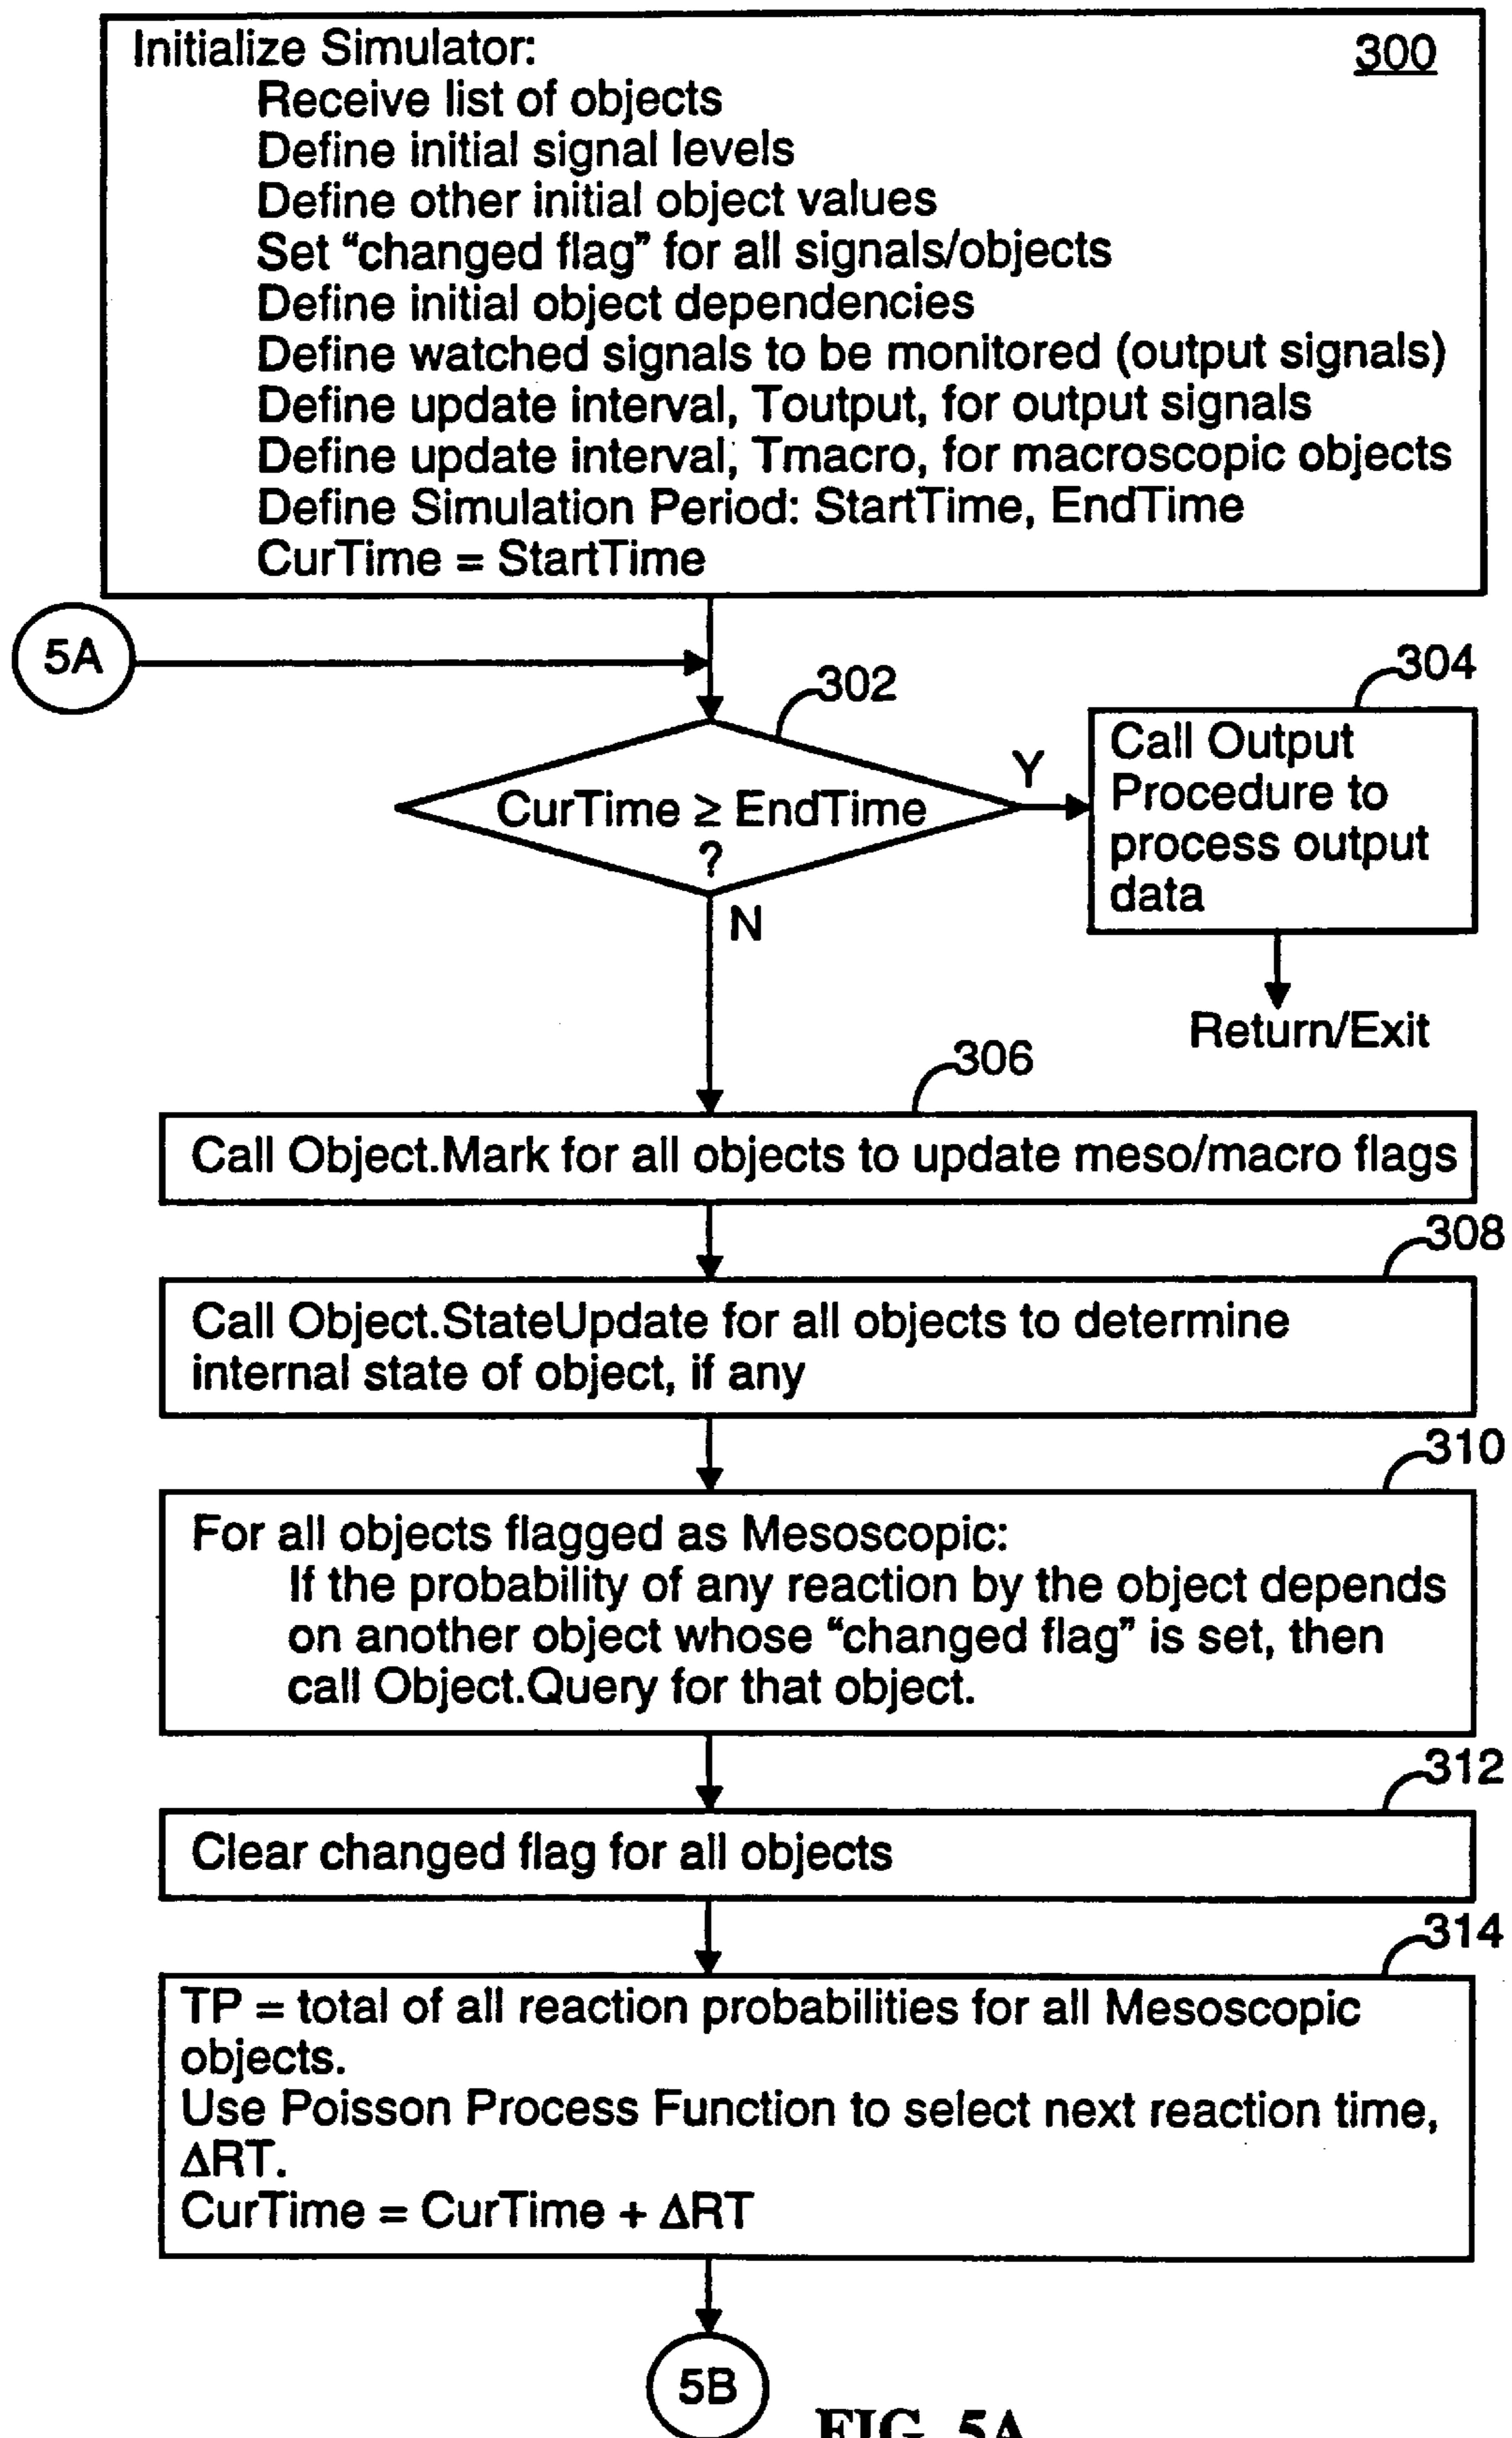 Initialize Simulator:
300
Receive list of objects
Define initial signal levels
Define other initial object values
Set “changed flag” for all signals/objects
Define initial object dependencies
Define watched signals to be monitored (output signals)
Define update interval, Toutput, for output signals
Define update interval, Tmacro, for macroscopic objects
Define Simulation Period: StartTime, EndTime
CurTime = StartTime
5A
302
CurTime ≥ EndTime
?
Y
N
304
Call Output
Procedure to
process output
data
Return/Exit
306
Call Object.Mark for all objects to update meso/macro flags
308
Call Object.StateUpdate for all objects to determine
internal state of object, if any
310
For all objects flagged as Mesoscopic:
If the probability of any reaction by the object depends
on another object whose “changed flag” is set, then
call Object.Query for that object.
312
Clear changed flag for all objects
314
TP = total of all reaction probabilities for all Mesoscopic
objects.
Use Poisson Process Function to select next reaction time,
ΔRT.
CurTime = CurTime + ΔRT
5B
FIG. 5A